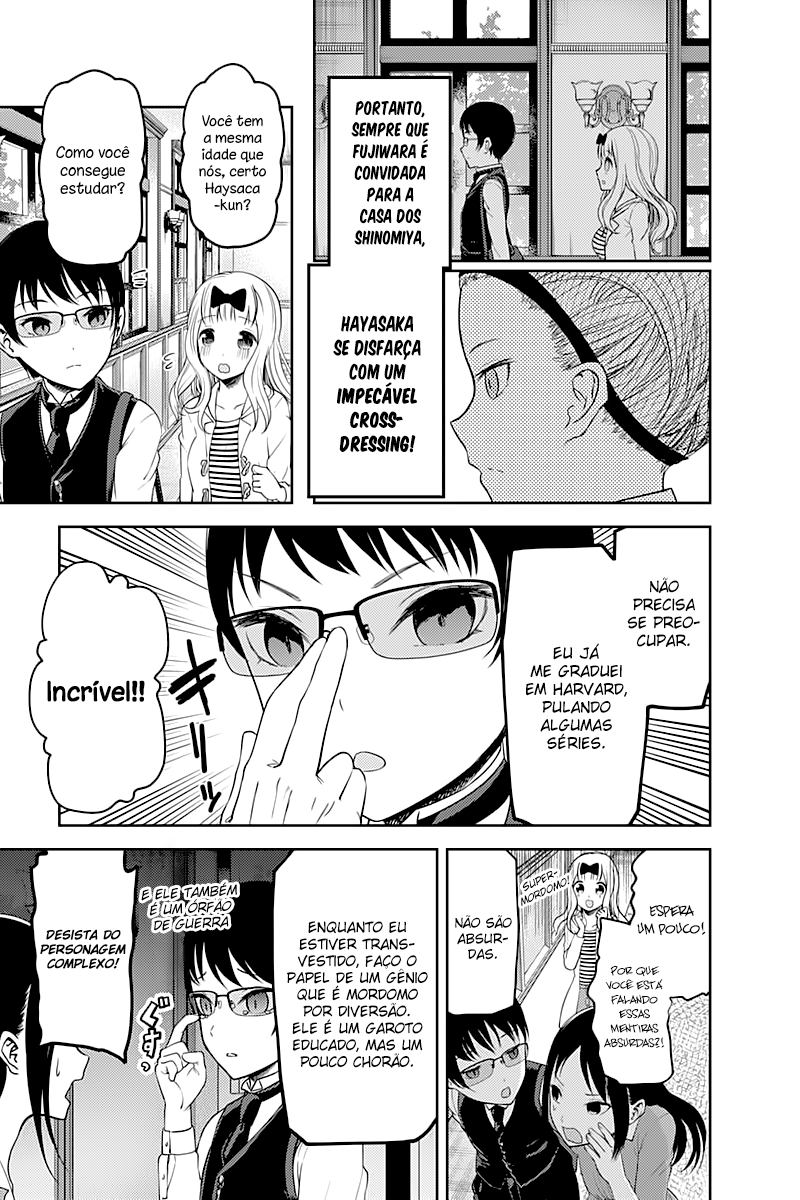 PORTANTO,
SEMPRE QUE
FUJIWARA É
CONVIDADA
PARA A
CASA DOS
SHINOMIYA,
HAYASAKA
SE DISFARÇA
COM UM
IMPECÁVEL
CROSS-
DRESSING!
Você tem
a mesma
idade que
nós, certo
Haysaca
-kun?
Como você
consegue
estudar?
NÃO
PRECISA
SE PREO-
CUPAR.
EU JÁ
ME GRADUEI
EM HARVARD,
PULANDO
ALGUMAS
SÉRIES.
Incrível!!
SUPER-
MORDOMO!
ESPERA
UM POUCO!
POR QUE
VOCÊ ESTÁ
FALANDO
ESSAS
MENTIRAS
ABSURDAS?!
NÃO SÃO
ABSUR-
DAS.
ENQUANTO EU
ESTIVER TRANS-
VESTIDO, FAÇO O
PAPEL DE UM GÊNIO
QUE É MORDOMO
POR DIVERSÃO.
ELE É UM GAROTO
EDUCADO, MAS UM
POUCO CHORÃO.
E ELE TAMBÉM
É UM ÓRFÃO
DE GUERRA
ぐすっ
DESISTA DO
PERSONAGEM
COMPLEXO!